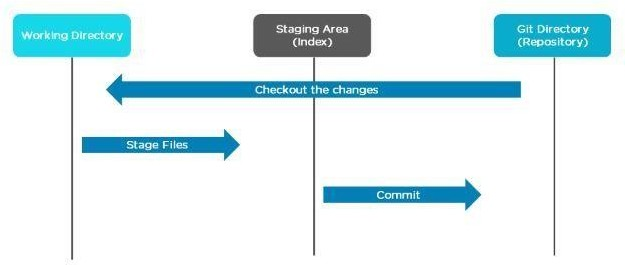 Working Directory
Staging Area
(Index)
Git Directory
(Repository)
Checkout the changes
Stage Files
Commit